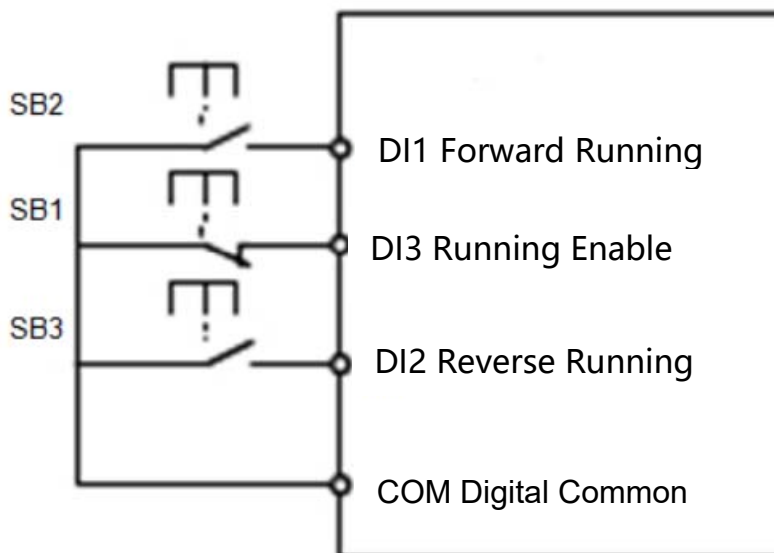 SB2
DI1 Forward Running
SB1
DI3 Running Enable
SB3
DI2 Reverse Running
COM Digital Common